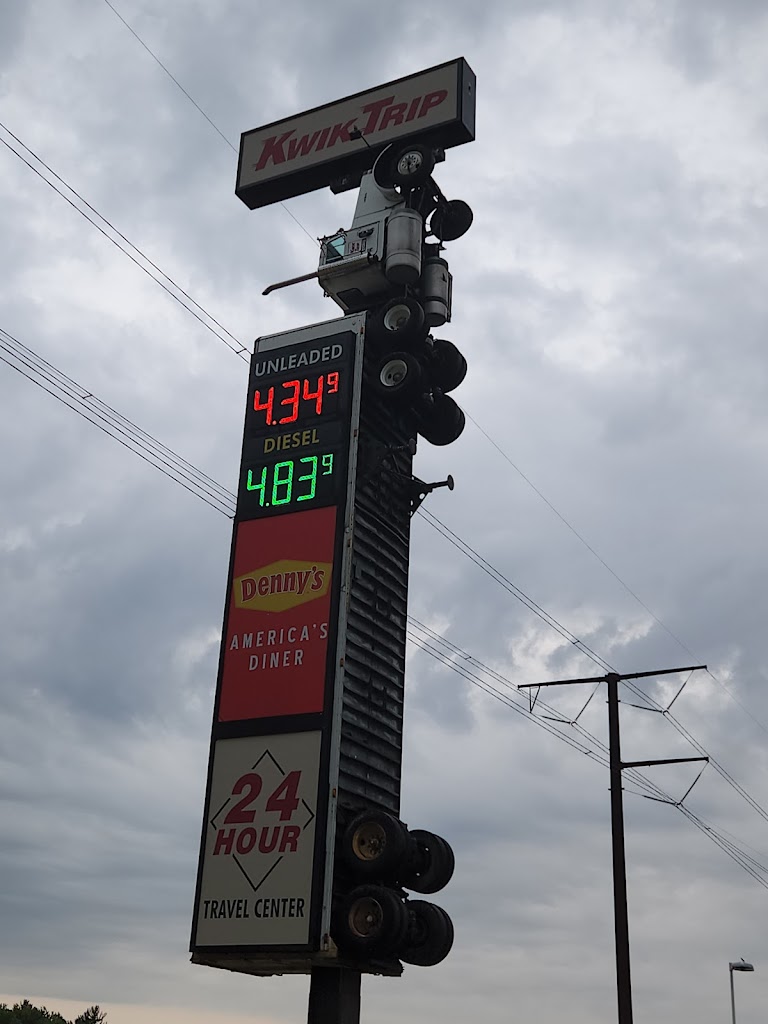 KWIK TRIP
UNLEADED
4.34⁹
DIESEL
4.83⁹
Denny's
AMERICA'S
DINER
24
HOUR
TRAVEL CENTER